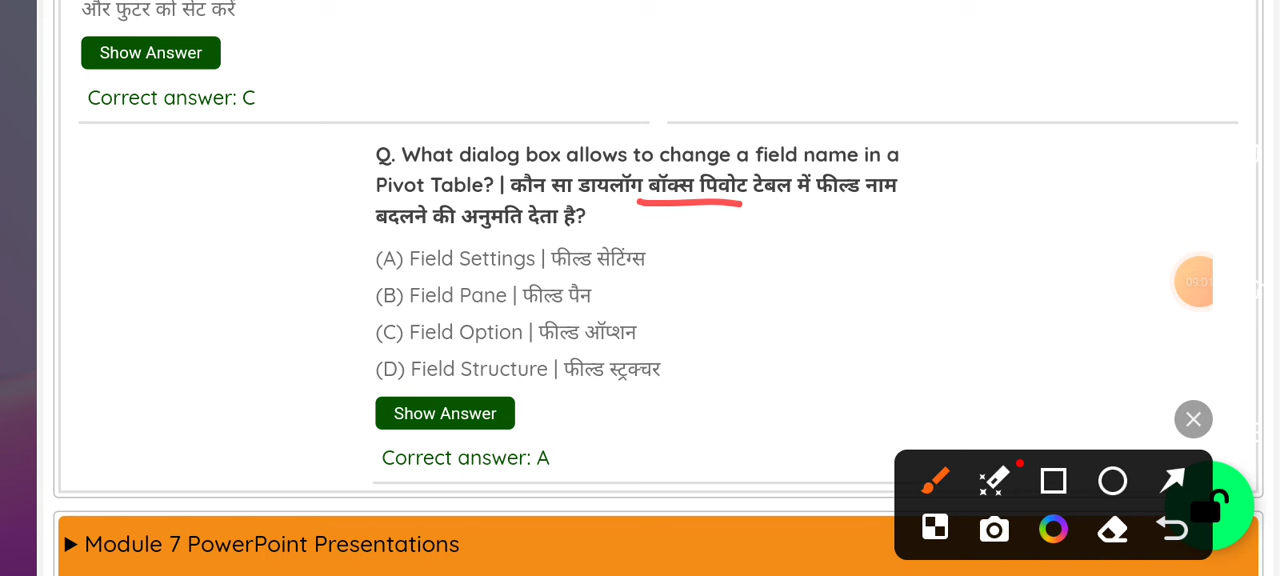 और फुटर को सेट करें
Show Answer
Correct answer: C
Q. What dialog box allows to change a field name in a
Pivot Table? | कौन सा डायलॉग बॉक्स पिवोट टेबल में फील्ड नाम
बदलने की अनुमति देता है?
(A) Field Settings | फील्ड सेटिंग्स
(B) Field Pane | फील्ड पैन
(C) Field Option | फील्ड ऑप्शन
(D) Field Structure | फील्ड स्ट्रक्चर
Show Answer
Correct answer: A
Module 7 PowerPoint Presentations
09:01